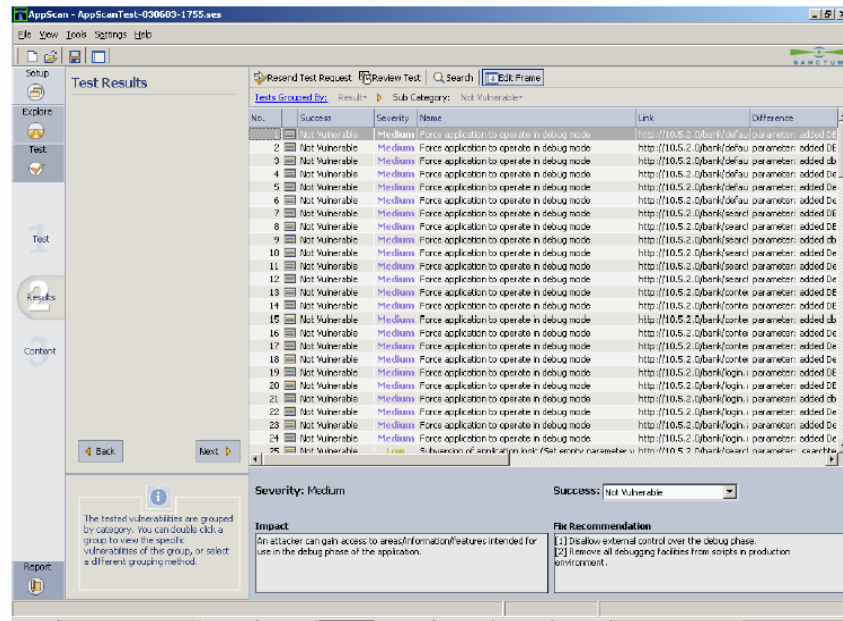 AppScan - AppScanTest-030603-1755.ses
File View Tools Settings Help
SANCTUM
Setup
Explore
Test
1
Test
2
Results
3
Content
Report
Test Results
Back Next
The tested vulnerabilities are grouped
by category. You can double click a
group to view the specific
vulnerabilities of this group, or select
a different grouping method.
Resend Test Request Review Test Search Edit Frame
Tests Grouped By: Result Sub Category: Not Vulnerable
No. Success Severity Name Link Difference
1 Not Vulnerable Medium Force application to operate in debug mode http://10.5.2.0/bank/defau parameter: added DE
2 Not Vulnerable Medium Force application to operate in debug mode http://10.5.2.0/bank/defau parameter: added DE
3 Not Vulnerable Medium Force application to operate in debug mode http://10.5.2.0/bank/defau parameter: added db
4 Not Vulnerable Medium Force application to operate in debug mode http://10.5.2.0/bank/defau parameter: added De
5 Not Vulnerable Medium Force application to operate in debug mode http://10.5.2.0/bank/defau parameter: added De
6 Not Vulnerable Medium Force application to operate in debug mode http://10.5.2.0/bank/defau parameter: added De
7 Not Vulnerable Medium Force application to operate in debug mode http://10.5.2.0/bank/searcl parameter: added DE
8 Not Vulnerable Medium Force application to operate in debug mode http://10.5.2.0/bank/searcl parameter: added DE
9 Not Vulnerable Medium Force application to operate in debug mode http://10.5.2.0/bank/searcl parameter: added db
10 Not Vulnerable Medium Force application to operate in debug mode http://10.5.2.0/bank/searcl parameter: added De
11 Not Vulnerable Medium Force application to operate in debug mode http://10.5.2.0/bank/searcl parameter: added De
12 Not Vulnerable Medium Force application to operate in debug mode http://10.5.2.0/bank/searcl parameter: added De
13 Not Vulnerable Medium Force application to operate in debug mode http://10.5.2.0/bank/conter parameter: added DE
14 Not Vulnerable Medium Force application to operate in debug mode http://10.5.2.0/bank/conter parameter: added DE
15 Not Vulnerable Medium Force application to operate in debug mode http://10.5.2.0/bank/conter parameter: added db
16 Not Vulnerable Medium Force application to operate in debug mode http://10.5.2.0/bank/conter parameter: added De
17 Not Vulnerable Medium Force application to operate in debug mode http://10.5.2.0/bank/conter parameter: added De
18 Not Vulnerable Medium Force application to operate in debug mode http://10.5.2.0/bank/conter parameter: added De
19 Not Vulnerable Medium Force application to operate in debug mode http://10.5.2.0/bank/login. parameter: added DE
20 Not Vulnerable Medium Force application to operate in debug mode http://10.5.2.0/bank/login. parameter: added DE
21 Not Vulnerable Medium Force application to operate in debug mode http://10.5.2.0/bank/login. parameter: added db
22 Not Vulnerable Medium Force application to operate in debug mode http://10.5.2.0/bank/login. parameter: added De
23 Not Vulnerable Medium Force application to operate in debug mode http://10.5.2.0/bank/login. parameter: added De
24 Not Vulnerable Medium Force application to operate in debug mode http://10.5.2.0/bank/login. parameter: added De
25 Not Vulnerable Low Subversion of application logic (Set empty parameter v http://10.5.2.0/bank/searcl parameter: searchte
Severity: Medium Success: Not Vulnerable
Impact
An attacker can gain access to areas/information/features intended for
use in the debug phase of the application.
Fix Recommendation
[1] Disallow external control over the debug phase.
[2] Remove all debugging facilities from scripts in production
environment.